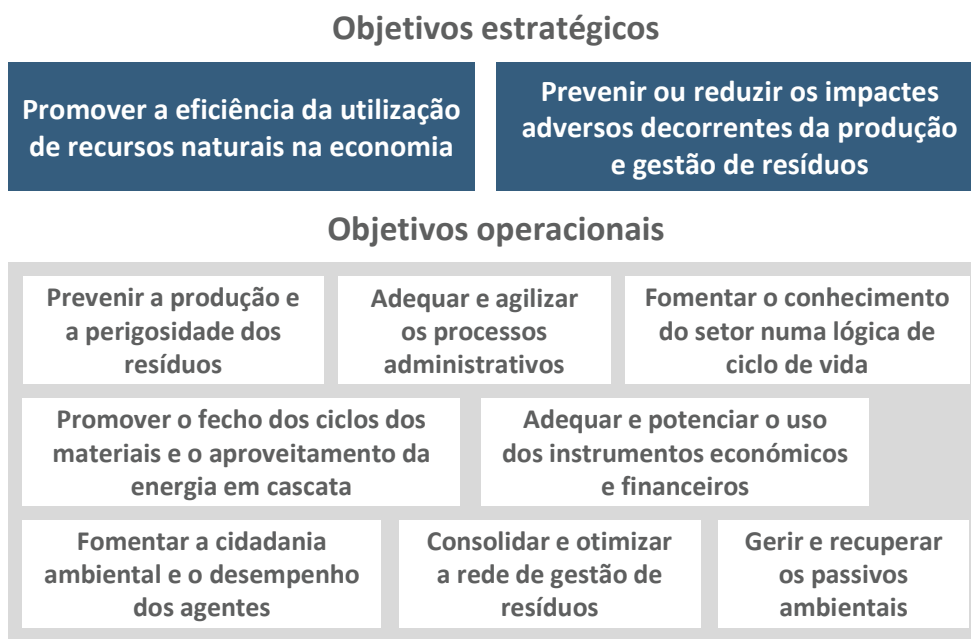 Objetivos estratégicos
Promover a eficiência da utilização
de recursos naturais na economia
Prevenir ou reduzir os impactes
adversos decorrentes da produção
e gestão de resíduos
Objetivos operacionais
Prevenir a produção e
a perigosidade dos
resíduos
Adequar e agilizar
os processos
administrativos
Fomentar o conhecimento
do setor numa lógica de
ciclo de vida
Promover o fecho dos ciclos dos
materiais e o aproveitamento da
energia em cascata
Adequar e potenciar o uso
dos instrumentos económicos
e financeiros
Fomentar a cidadania
ambiental e o desempenho
dos agentes
Consolidar e otimizar
a rede de gestão de
resíduos
Gerir e recuperar
os passivos
ambientais